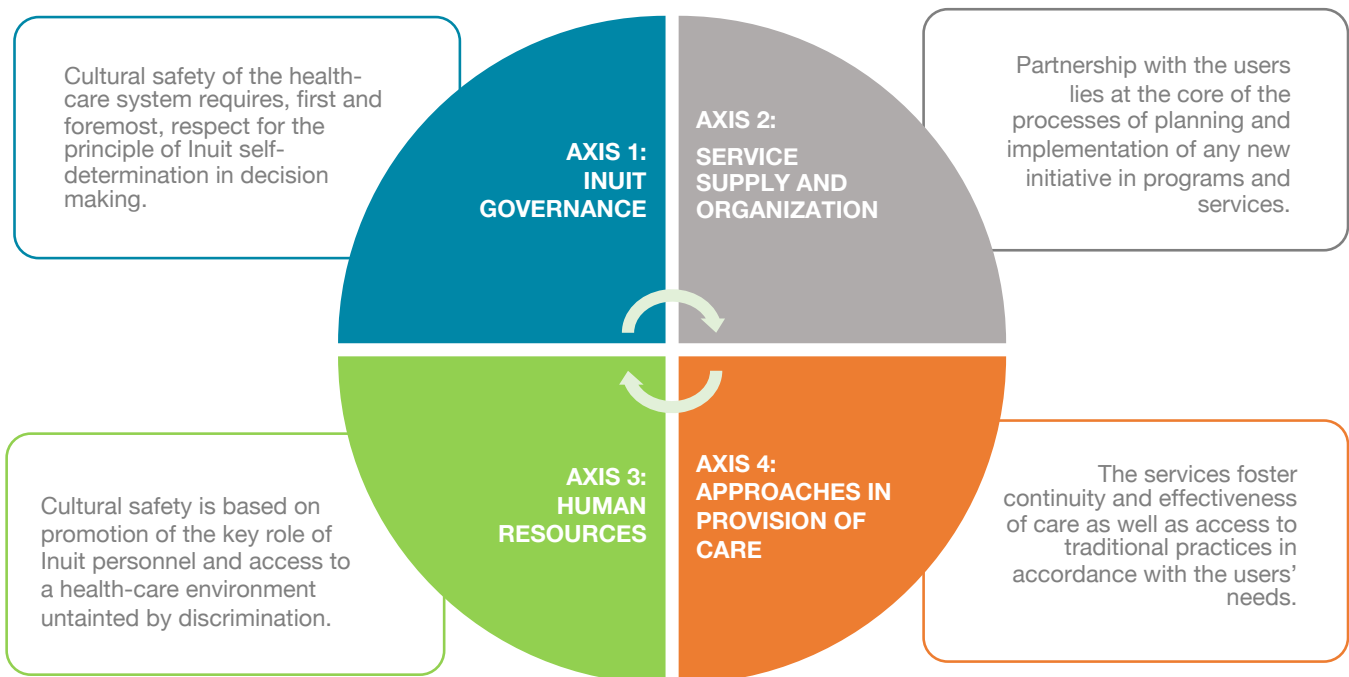 Cultural safety of the health-
care system requires, first and
foremost, respect for the
principle of Inuit self-
determination in decision
making.
AXIS 1:
INUIT
GOVERNANCE
AXIS 2:
SERVICE
SUPPLY AND
ORGANIZATION
Partnership with the users
lies at the core of the
processes of planning and
implementation of any new
initiative in programs and
services.
Cultural safety is based on
promotion of the key role of
Inuit personnel and access to
a health-care environment
untainted by discrimination.
AXIS 3:
HUMAN
RESOURCES
AXIS 4:
APPROACHES IN
PROVISION OF
CARE
The services foster
continuity and effectiveness
of care as well as access to
traditional practices in
accordance with the users’
needs.